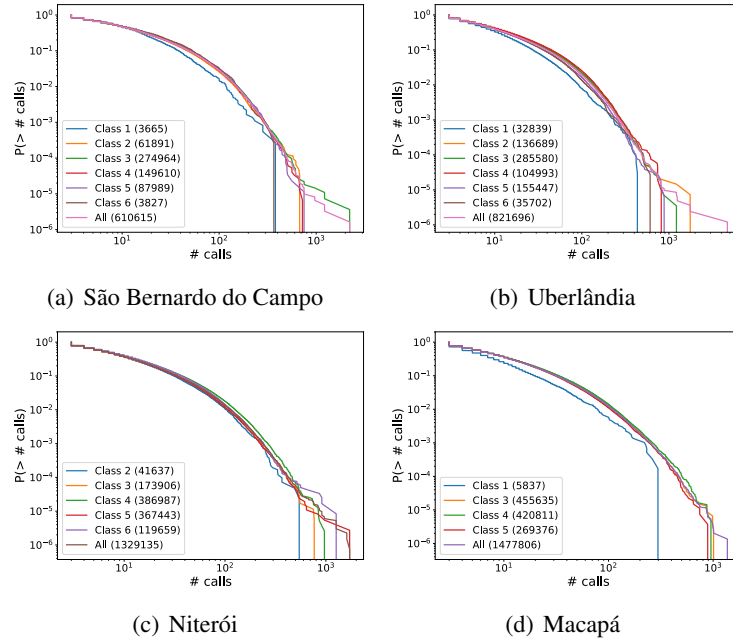 10⁰
10⁻¹
10⁻²
10⁻³
10⁻⁴
10⁻⁵
10⁻⁶
P(> # calls)
Class 1 (3665)
Class 2 (61891)
Class 3 (274964)
Class 4 (149610)
Class 5 (87989)
Class 6 (3827)
All (610615)
10¹ 10² 10³
# calls
(a) São Bernardo do Campo
10⁰
10⁻¹
10⁻²
10⁻³
10⁻⁴
10⁻⁵
10⁻⁶
P(> # calls)
Class 1 (32839)
Class 2 (136689)
Class 3 (285580)
Class 4 (104993)
Class 5 (155447)
Class 6 (35702)
All (821696)
10¹ 10² 10³
# calls
(b) Uberlândia
10⁰
10⁻¹
10⁻²
10⁻³
10⁻⁴
10⁻⁵
10⁻⁶
P(> # calls)
Class 2 (41637)
Class 3 (173906)
Class 4 (386987)
Class 5 (367443)
Class 6 (119659)
All (1329135)
10¹ 10² 10³
# calls
(c) Niterói
10⁰
10⁻¹
10⁻²
10⁻³
10⁻⁴
10⁻⁵
10⁻⁶
P(> # calls)
Class 1 (5837)
Class 3 (455635)
Class 4 (420811)
Class 5 (269376)
All (1477806)
10¹ 10² 10³
# calls
(d) Macapá